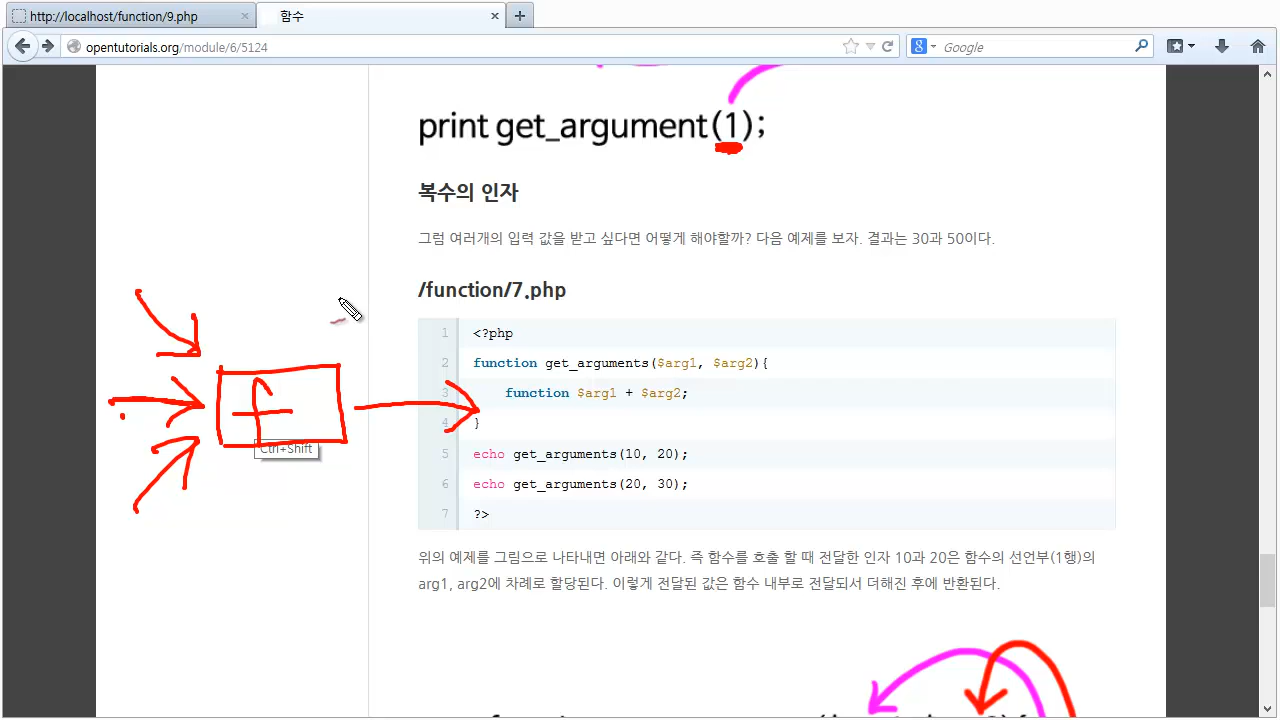 http://localhost/function/9.php
함수
opentutorials.org/module/6/5124
Google
print get_argument(1);
복수의 인자
그럼 여러개의 입력 값을 받고 싶다면 어떻게 해야할까? 다음 예제를 보자. 결과는 30과 50이다.
/function/7.php
1 <?php
2 function get_arguments($arg1, $arg2){
3 function $arg1 + $arg2;
4 }
5 echo get_arguments(10, 20);
6 echo get_arguments(20, 30);
7 ?>
f
Ctrl+Shift
위의 예제를 그림으로 나타내면 아래와 같다. 즉 함수를 호출 할 때 전달한 인자 10과 20은 함수의 선언부(1행)의
arg1, arg2에 차례로 할당된다. 이렇게 전달된 값은 함수 내부로 전달되서 더해진 후에 반환된다.